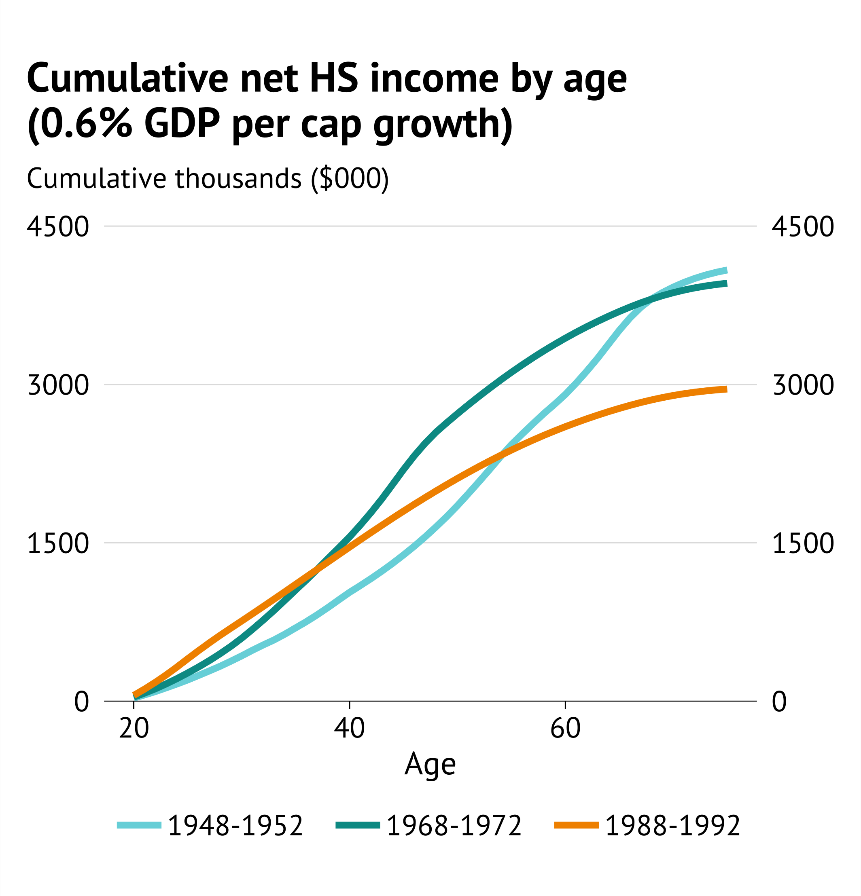 Cumulative net HS income by age
(0.6% GDP per cap growth)
Cumulative thousands ($000)
4500 4500
3000 3000
1500 1500
0 0
20 40 60
Age
1948-1952 1968-1972 1988-1992